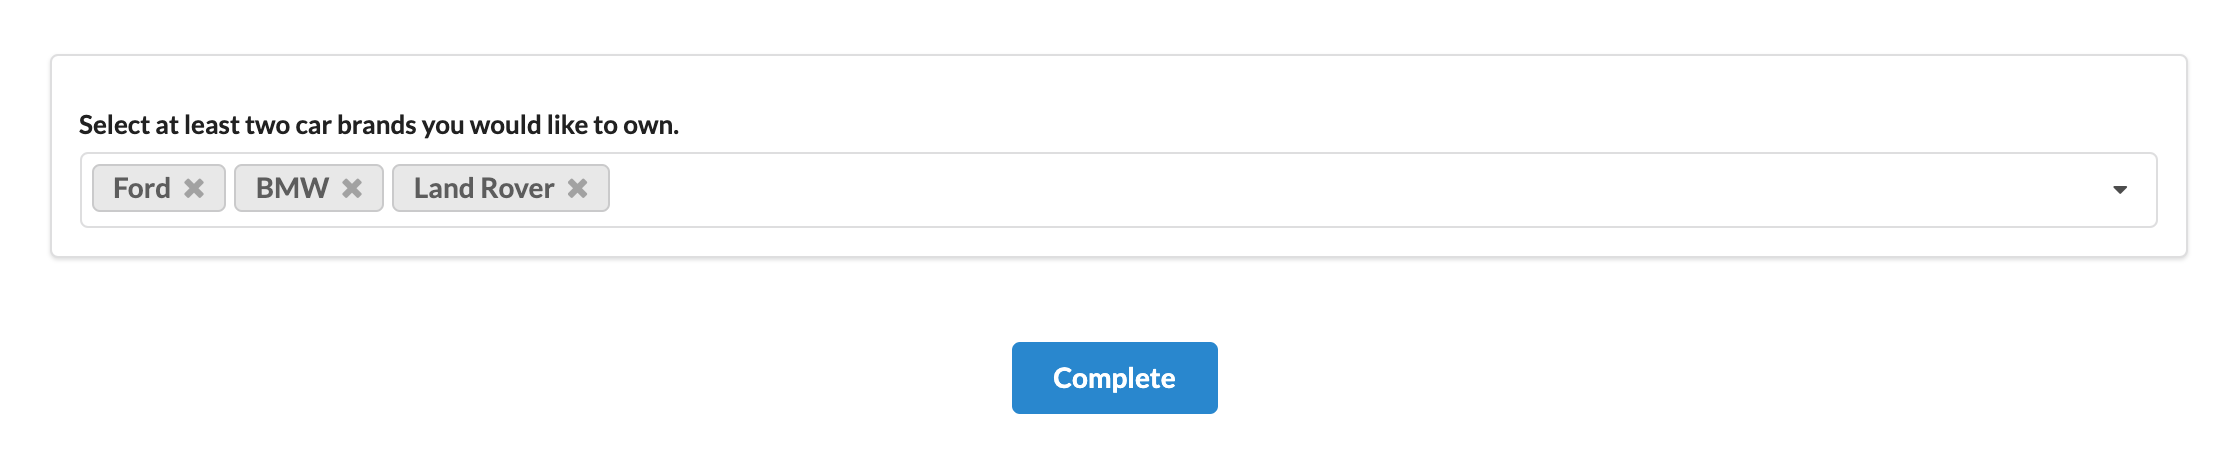 Select at least two car brands you would like to own.
Ford BMW Land Rover
Complete